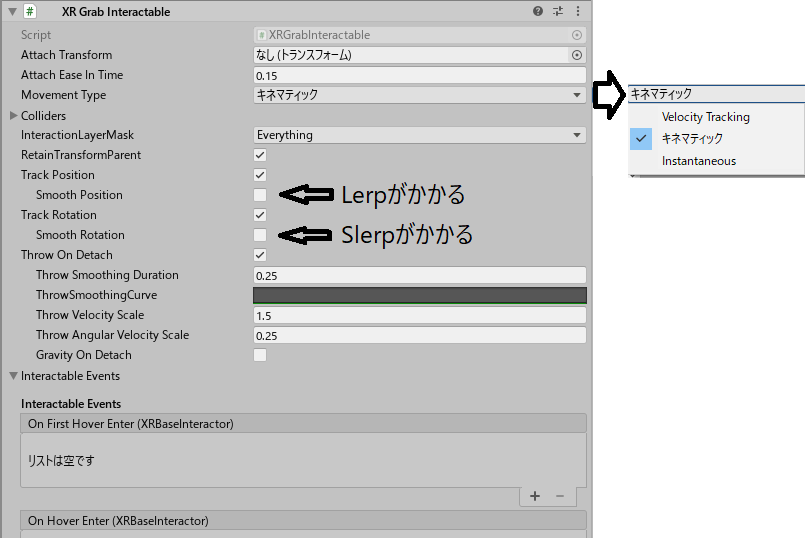 XR Grab Interactable
Script
XRGrabInteractable
Attach Transform
なし (トランスフォーム)
Attach Ease In Time
0.15
Movement Type
キネマティック
キネマティック
Velocity Tracking
キネマティック
Instantaneous
Colliders
InteractionLayerMask
Everything
RetainTransformParent
Track Position
Smooth Position
Lerpがかかる
Track Rotation
Smooth Rotation
Slerpがかかる
Throw On Detach
Throw Smoothing Duration
0.25
ThrowSmoothingCurve
Throw Velocity Scale
1.5
Throw Angular Velocity Scale
0.25
Gravity On Detach
Interactable Events
Interactable Events
On First Hover Enter (XRBaseInteractor)
リストは空です
On Hover Enter (XRBaseInteractor)